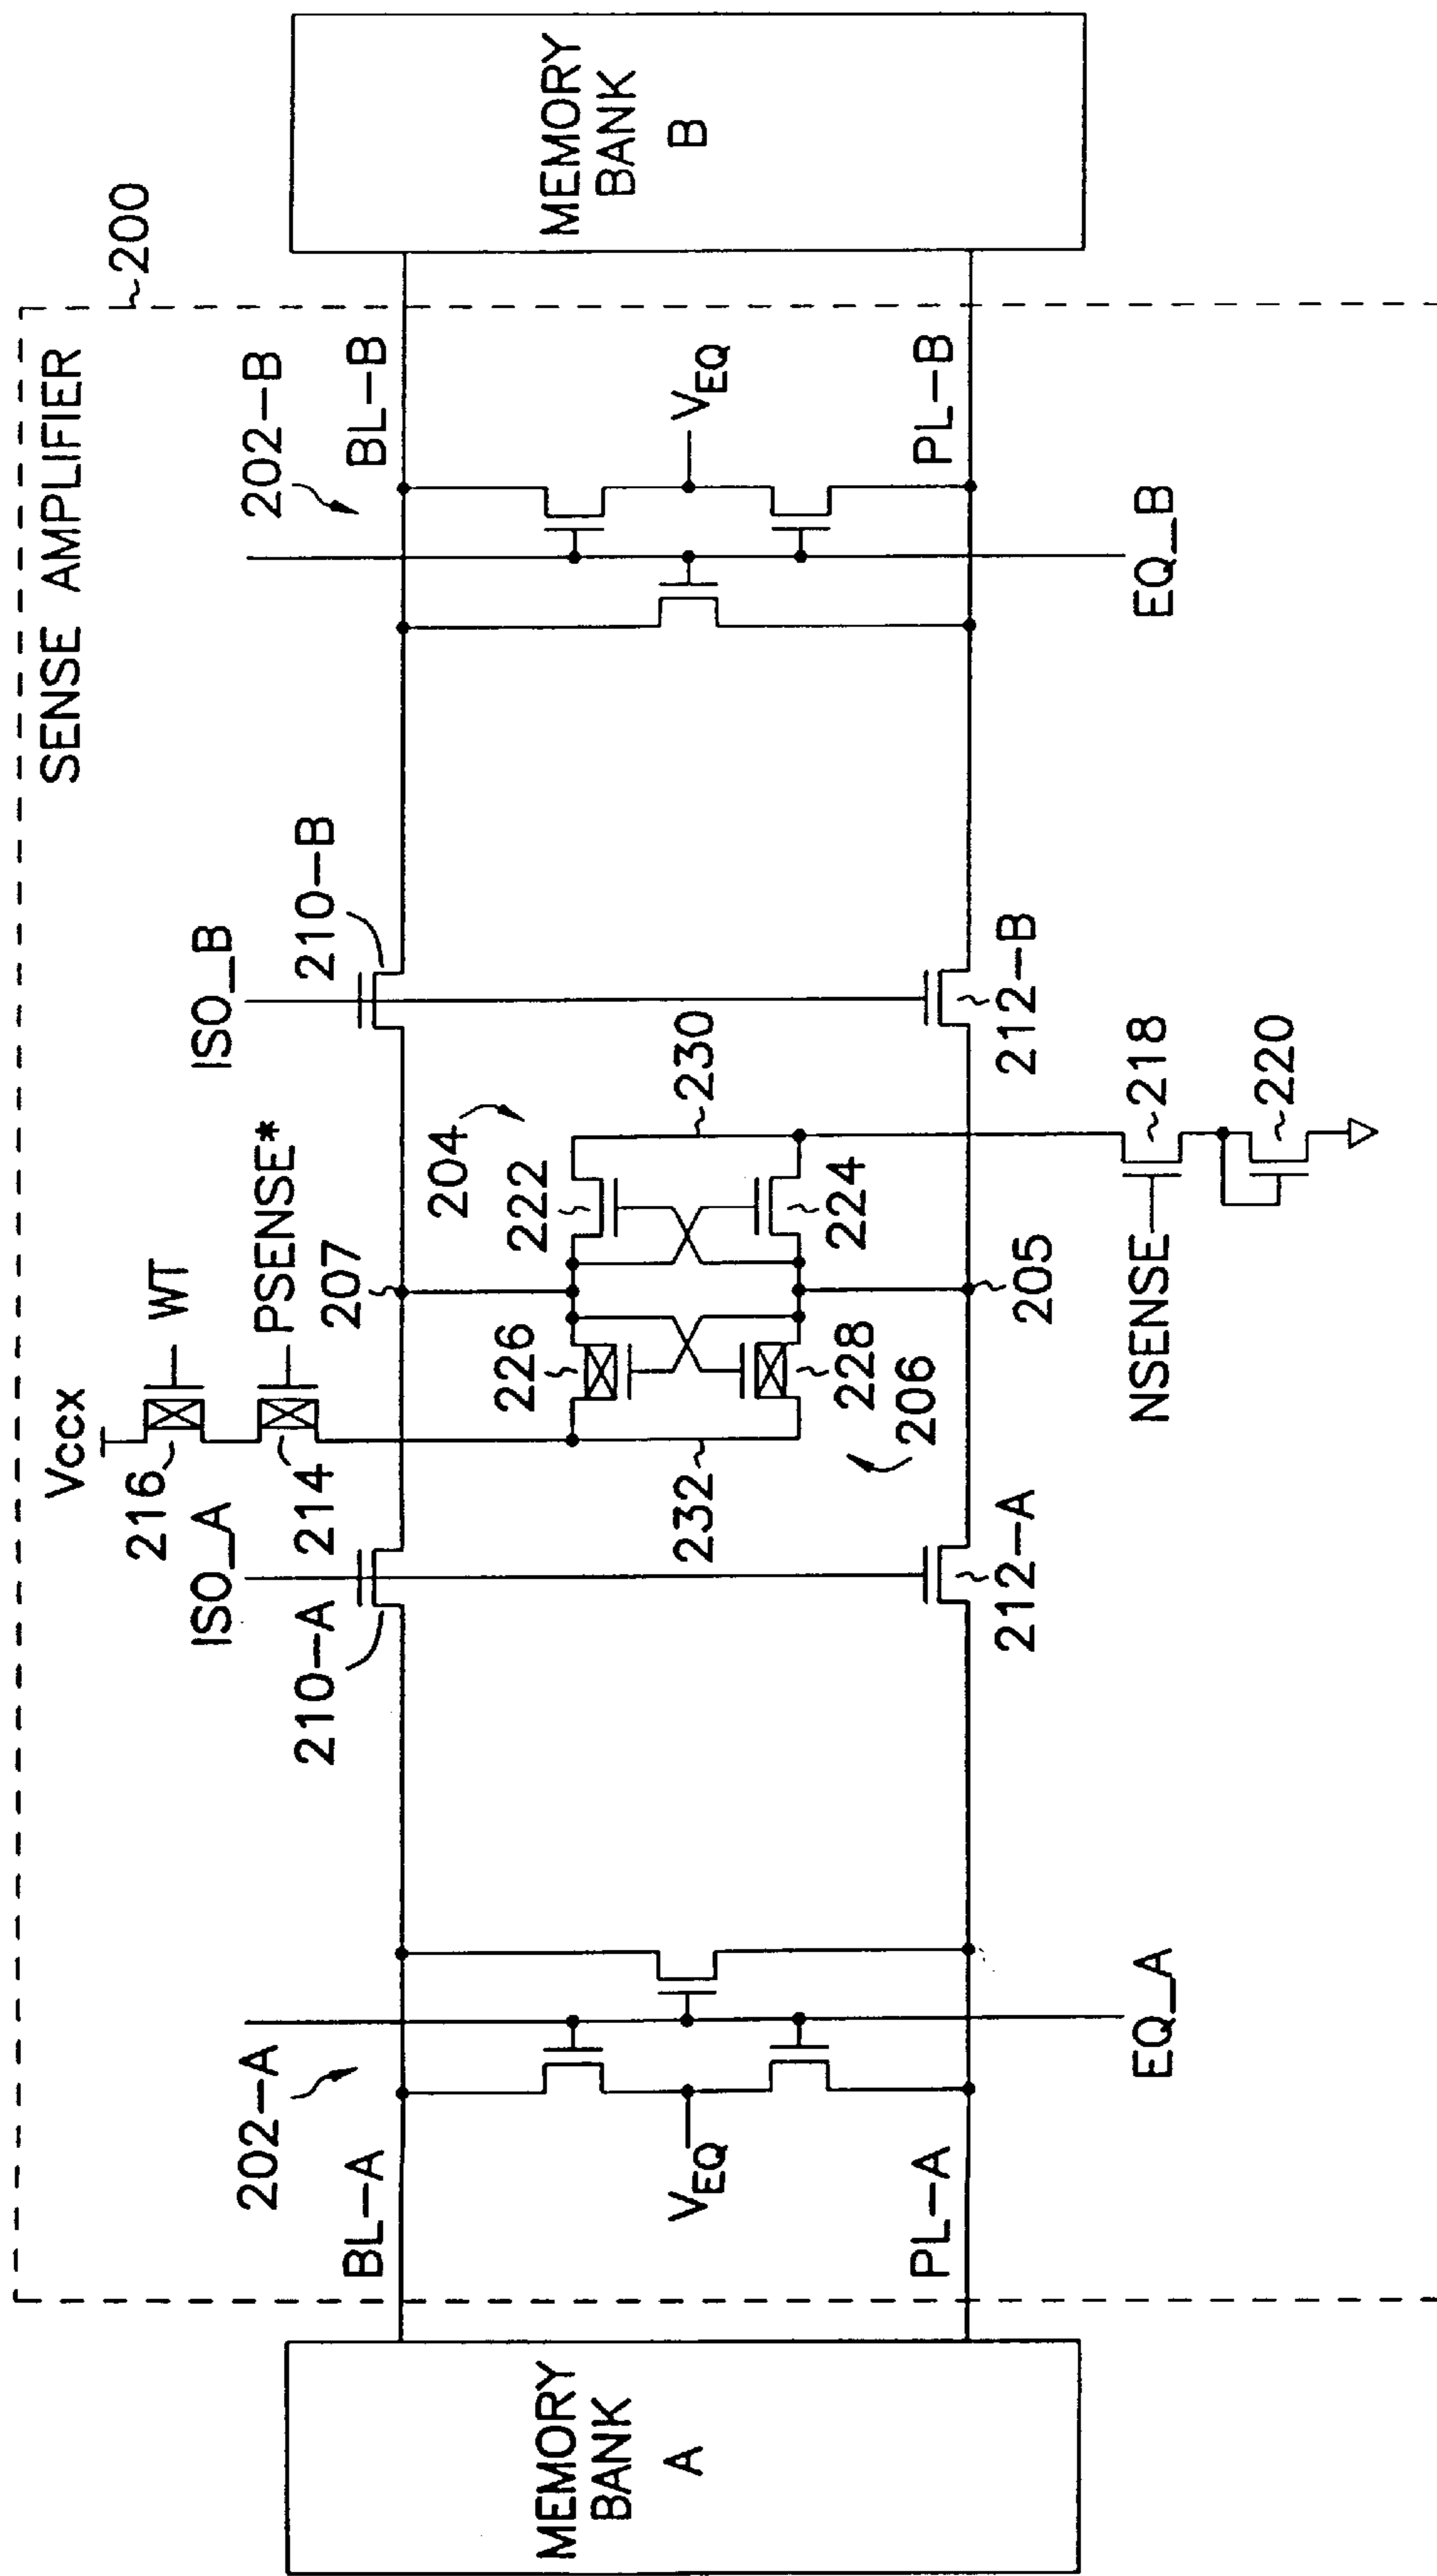 SENSE AMPLIFIER
200
MEMORY
BANK
A
MEMORY
BANK
B
BL-A
PL-A
202-A
VEQ
EQ_A
ISO_A
210-A
212-A
Vccx
216
WT
214
PSENSE*
207
204
222
224
226
228
206
230
232
205
ISO_B
210-B
212-B
NSENSE
218
220
202-B
BL-B
VEQ
PL-B
EQ_B